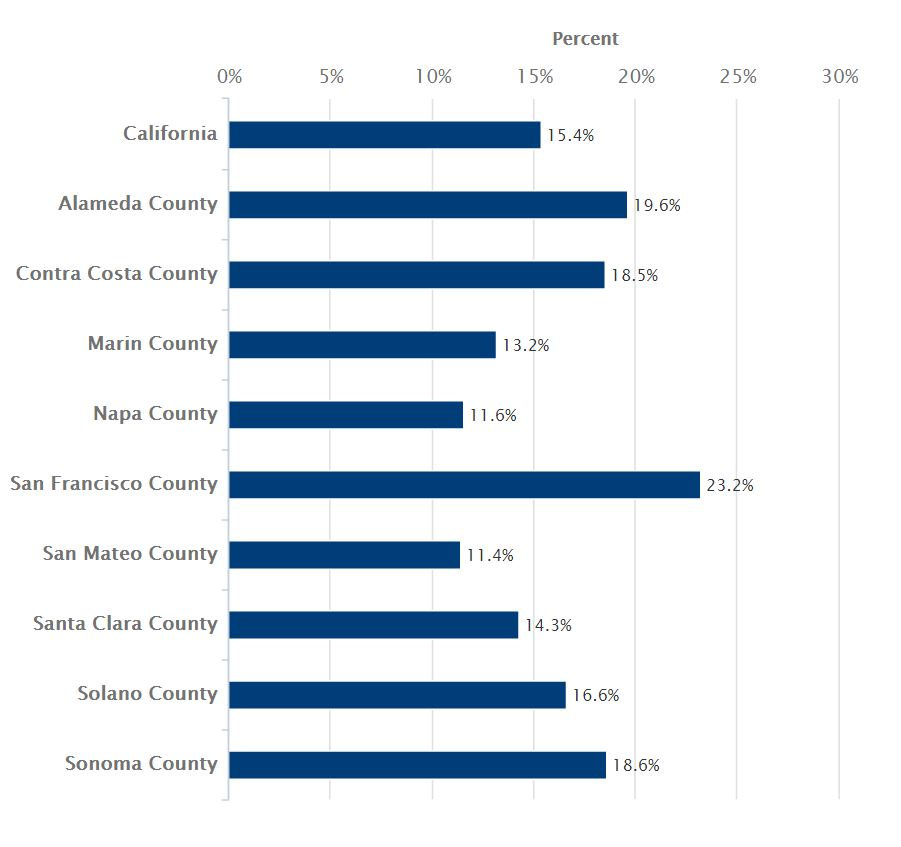 Percent
0% 5% 10% 15% 20% 25% 30%
California 15.4%
Alameda County 19.6%
Contra Costa County 18.5%
Marin County 13.2%
Napa County 11.6%
San Francisco County 23.2%
San Mateo County 11.4%
Santa Clara County 14.3%
Solano County 16.6%
Sonoma County 18.6%